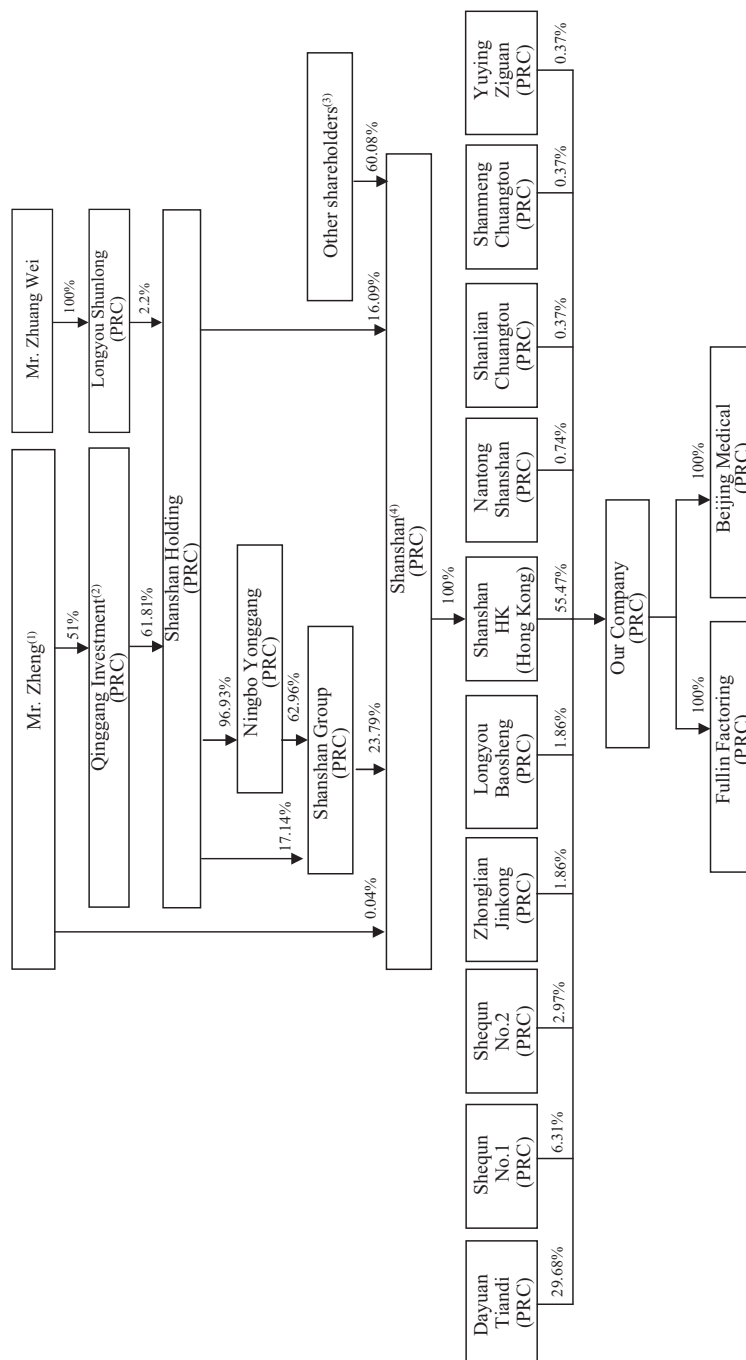 Mr. Zheng(1)
Mr. Zhuang Wei
51%
100%
Qinggang Investment(2)
(PRC)
Longyou Shunlong
(PRC)
61.81%
2.2%
Shanshan Holding
(PRC)
96.93%
Ningbo Yonggang
(PRC)
Other shareholders(3)
17.14%
62.96%
Shanshan Group
(PRC)
0.04%
23.79%
16.09%
60.08%
Shanshan(4)
(PRC)
100%
Dayuan
Tiandi
(PRC)
Shequn
No.1
(PRC)
Shequn
No.2
(PRC)
Zhonglian
Jinkong
(PRC)
Longyou
Baosheng
(PRC)
Shanshan
HK
(Hong Kong)
Nantong
Shanshan
(PRC)
Shanlian
Chuangtou
(PRC)
Shanmeng
Chuangtou
(PRC)
Yuying
Ziguan
(PRC)
29.68%
6.31%
2.97%
1.86%
1.86%
55.47%
0.74%
0.37%
0.37%
0.37%
Our Company
(PRC)
100%
100%
Fullin Factoring
(PRC)
Beijing Medical
(PRC)